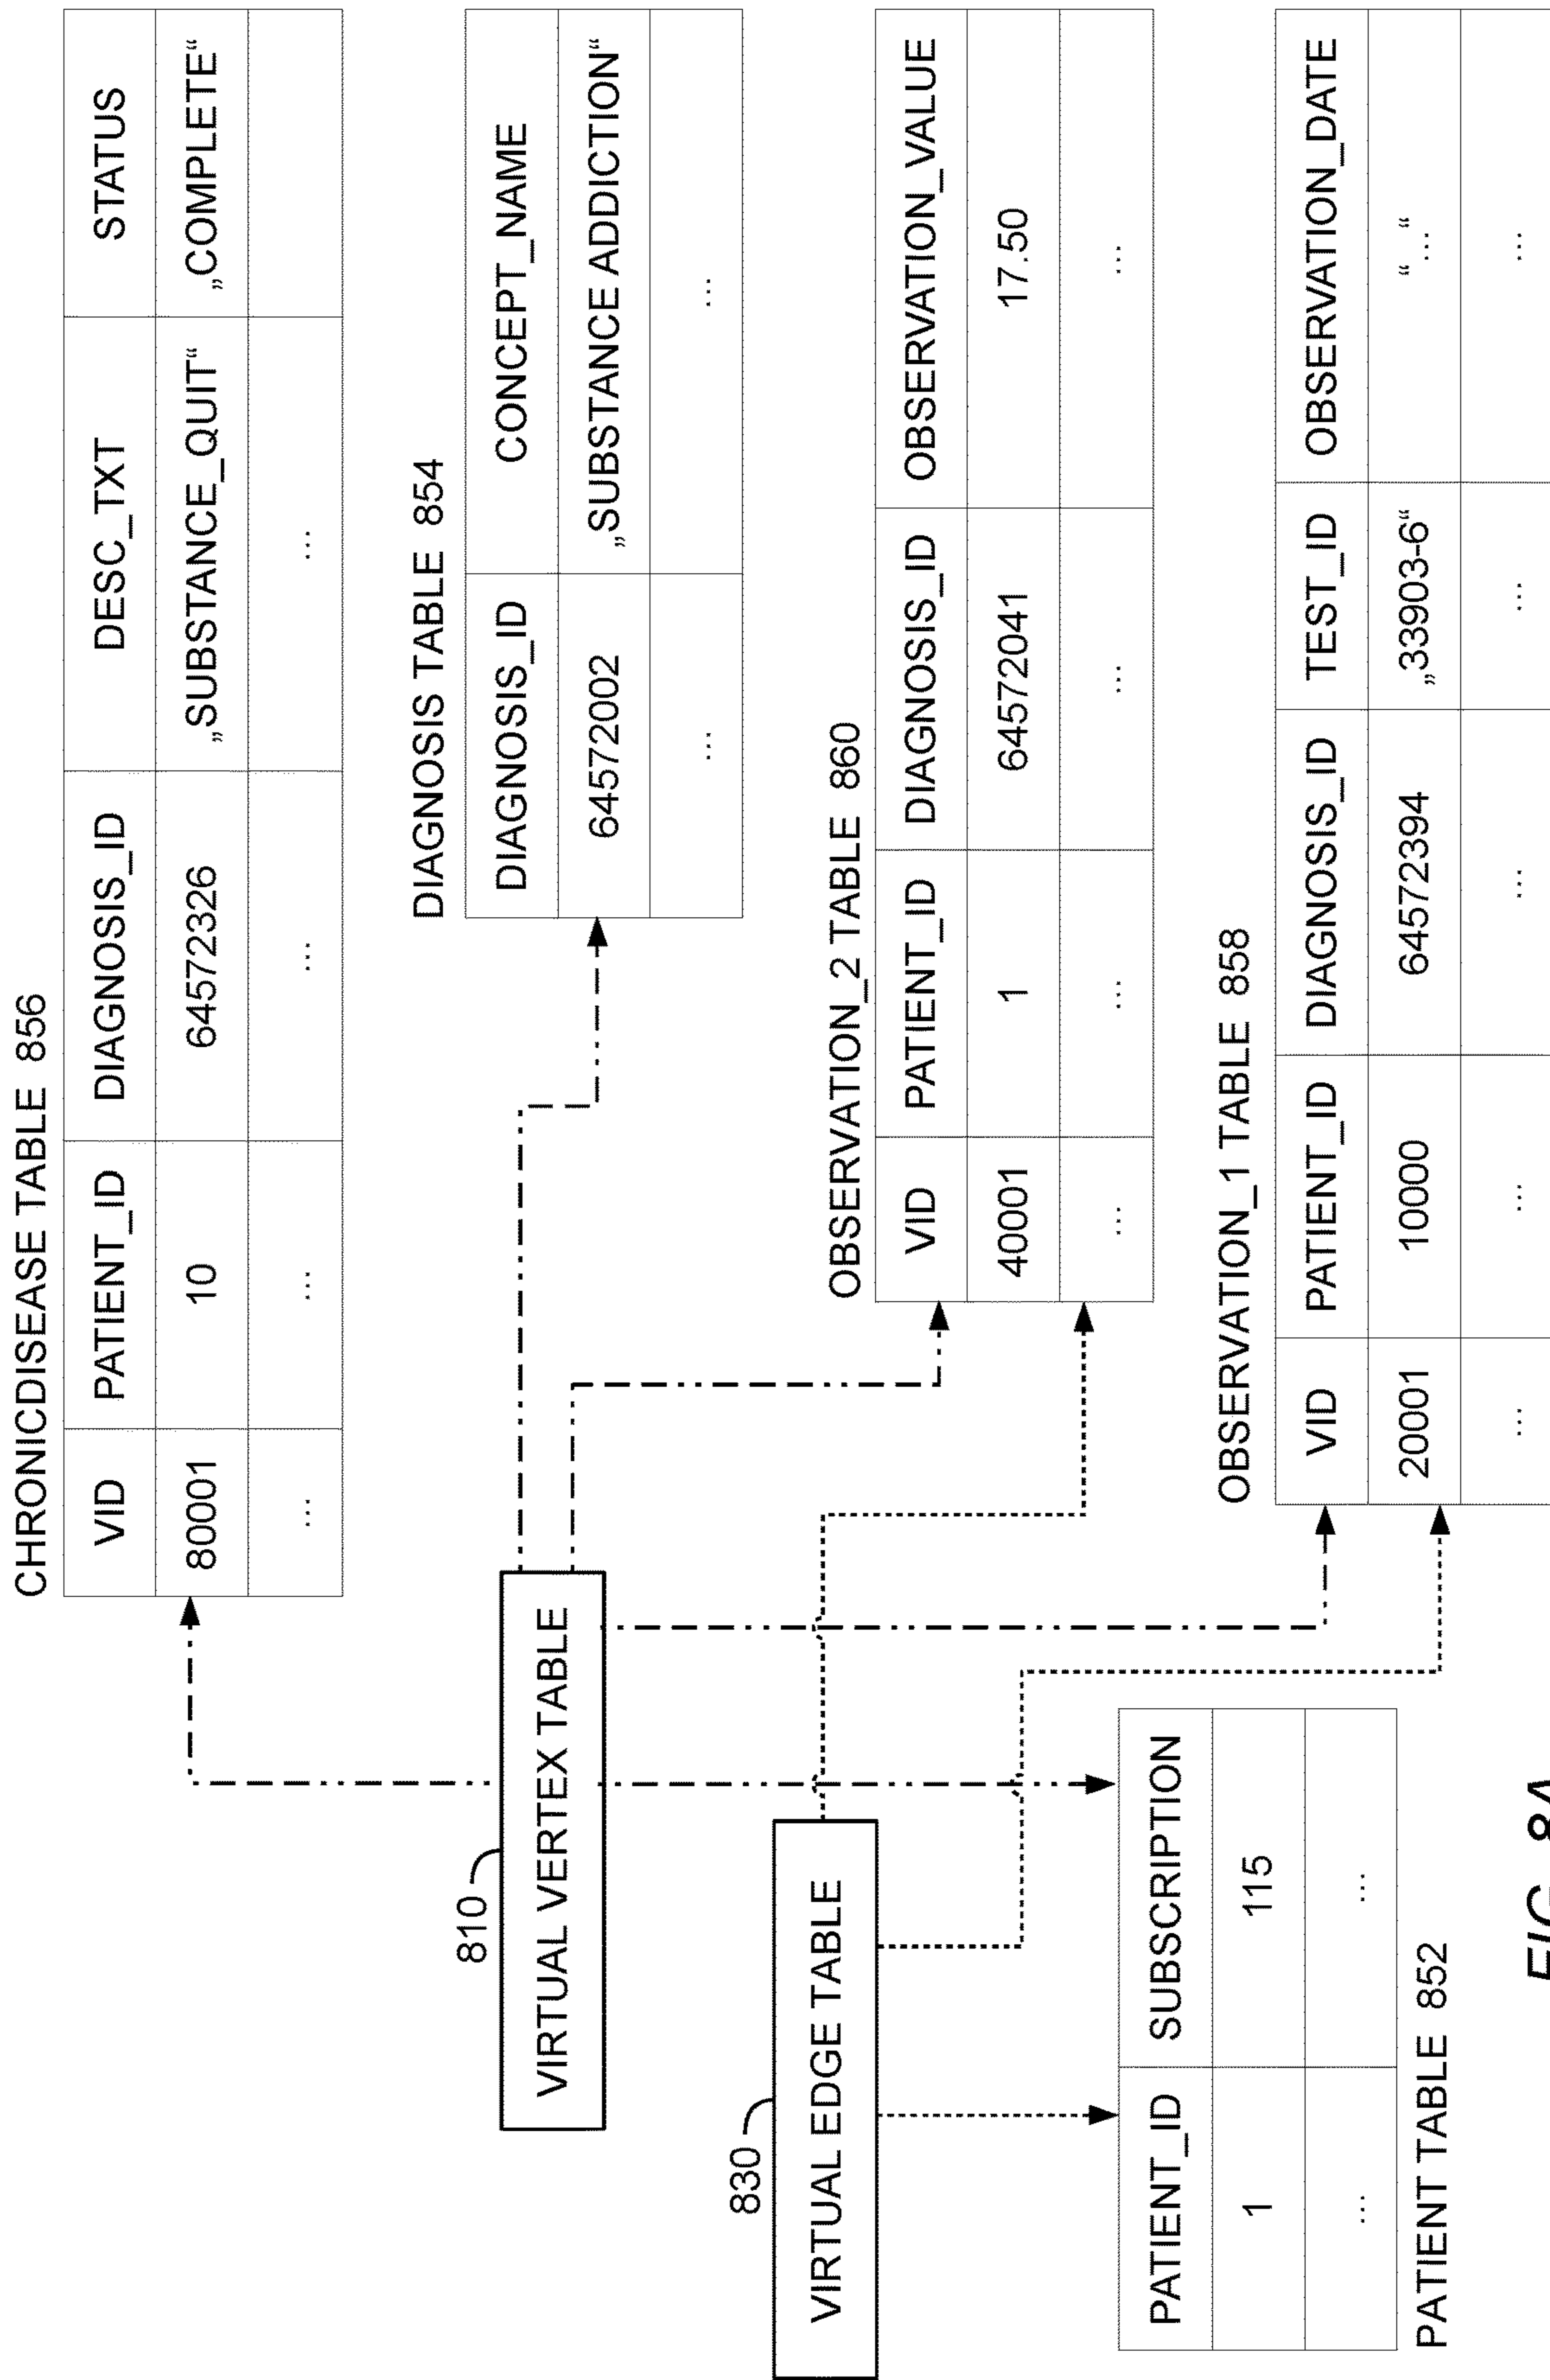 CHRONICDISEASE TABLE 856
VID PATIENT_ID DIAGNOSIS_ID DESC_TXT STATUS
80001 10 64572326 „SUBSTANCE_QUIT“ „COMPLETE“
... ... ... ...
DIAGNOSIS TABLE 854
DIAGNOSIS_ID CONCEPT_NAME
64572002 „SUBSTANCE ADDICTION“
... ...
810
VIRTUAL VERTEX TABLE
OBSERVATION_2 TABLE 860
VID PATIENT_ID DIAGNOSIS_ID OBSERVATION_VALUE
40001 1 64572041 17.50
... ... ... ...
830
VIRTUAL EDGE TABLE
OBSERVATION_1 TABLE 858
VID PATIENT_ID DIAGNOSIS_ID TEST_ID OBSERVATION_DATE
20001 10000 64572394 „33903-6“ “...“
... ... ... ... ...
PATIENT_ID SUBSCRIPTION
1 115
... ...
PATIENT TABLE 852
FIG. 8A